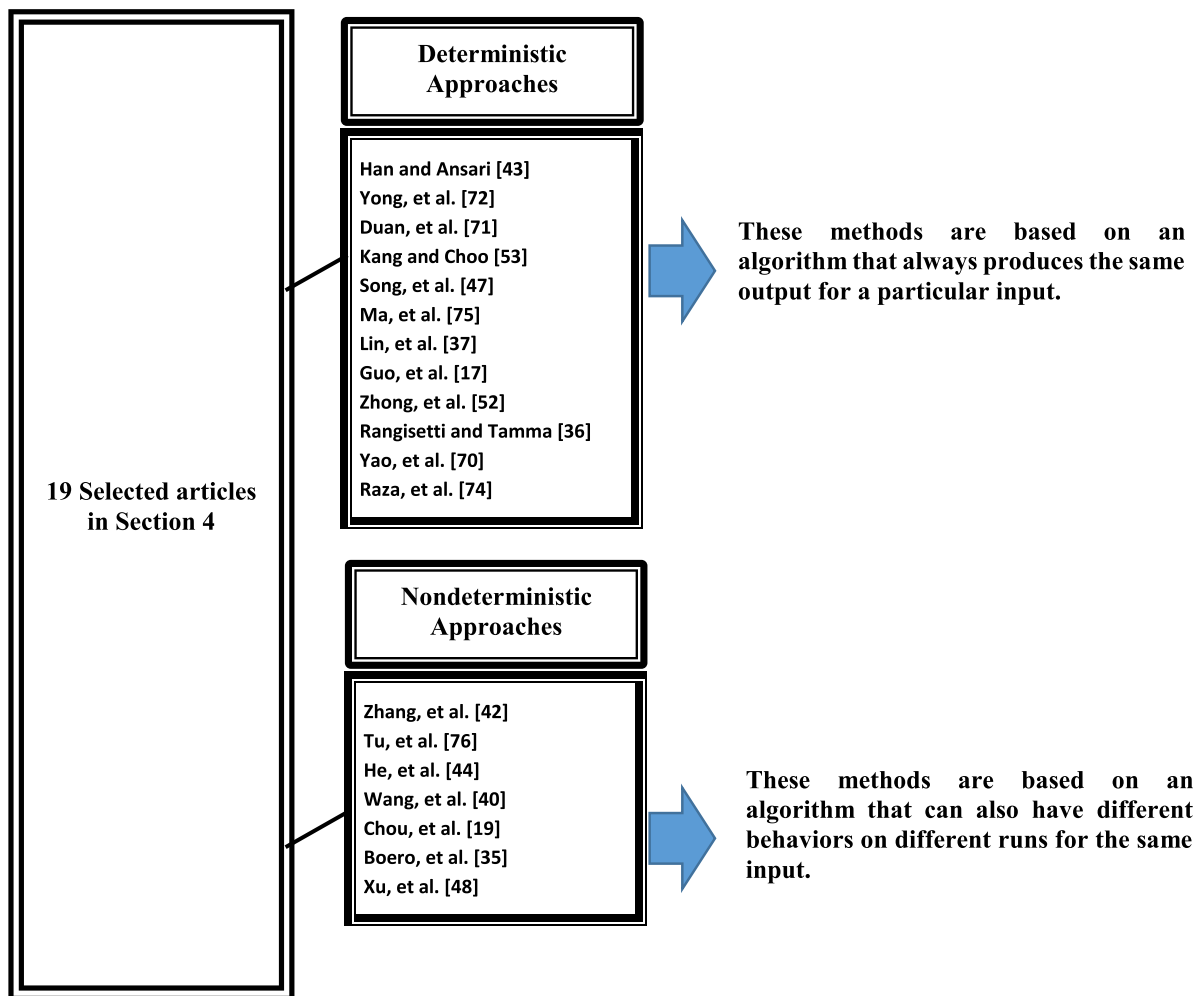 19 Selected articles
in Section 4
Deterministic
Approaches
Han and Ansari [43]
Yong, et al. [72]
Duan, et al. [71]
Kang and Choo [53]
Song, et al. [47]
Ma, et al. [75]
Lin, et al. [37]
Guo, et al. [17]
Zhong, et al. [52]
Rangisetti and Tamma [36]
Yao, et al. [70]
Raza, et al. [74]
These methods are based on an
algorithm that always produces the same
output for a particular input.
Nondeterministic
Approaches
Zhang, et al. [42]
Tu, et al. [76]
He, et al. [44]
Wang, et al. [40]
Chou, et al. [19]
Boero, et al. [35]
Xu, et al. [48]
These methods are based on an
algorithm that can also have different
behaviors on different runs for the same
input.